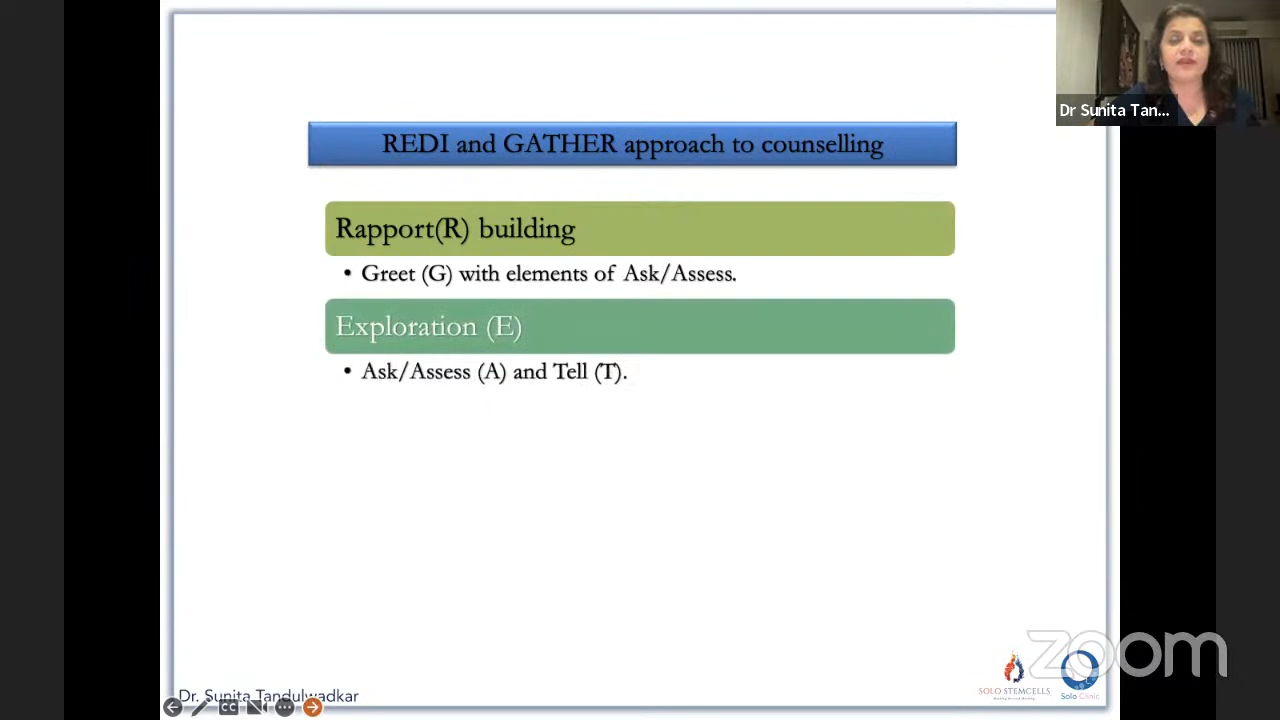 Dr Sunita Tan...
REDI and GATHER approach to counselling
Rapport(R) building
• Greet (G) with elements of Ask/Assess.
Exploration (E)
• Ask/Assess (A) and Tell (T).
zoom
SOLO STEMCELLS
Solo Clinic
Dr. Sunita Tandulwadkar
CC